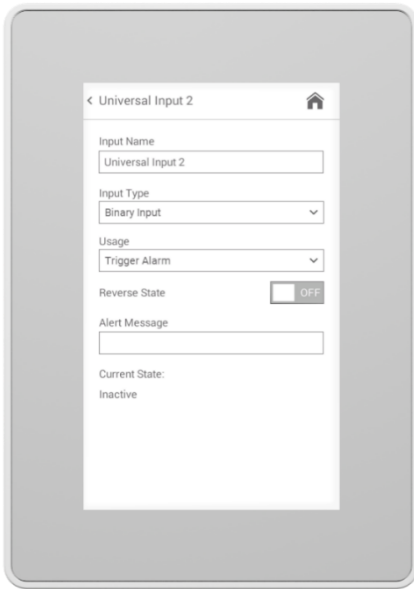 Universal Input 2
Input Name
Universal Input 2
Input Type
Binary Input
Usage
Trigger Alarm
Reverse State
OFF
Alert Message
Current State:
Inactive